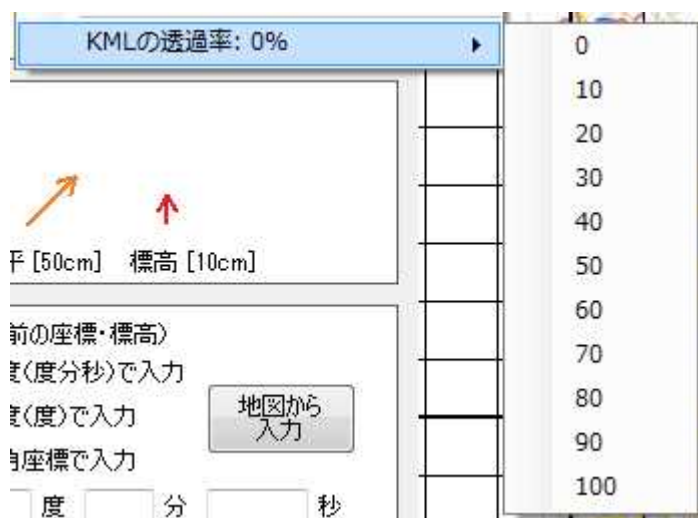 KMLの透過率: 0%
0
10
20
30
40
50
60
70
80
90
100
平 [50cm] 標高 [10cm]
前の座標・標高)
度(度分秒)で入力
度(度)で入力
角座標で入力
地図から
入力
度 分 秒